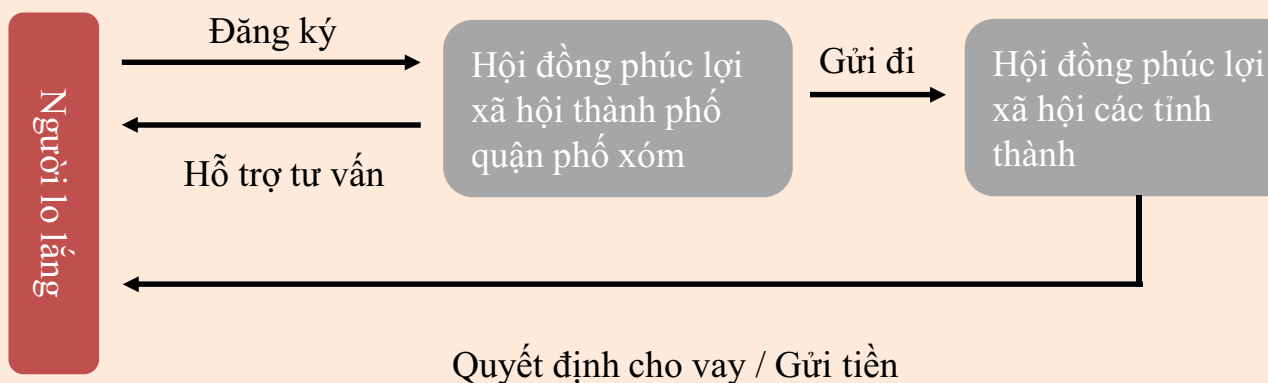 Người lo lắng
Đăng ký
Hỗ trợ tư vấn
Hội đồng phúc lợi
xã hội thành phố
quận phố xóm
Gửi đi
Hội đồng phúc lợi
xã hội các tỉnh
thành
Quyết định cho vay / Gửi tiền